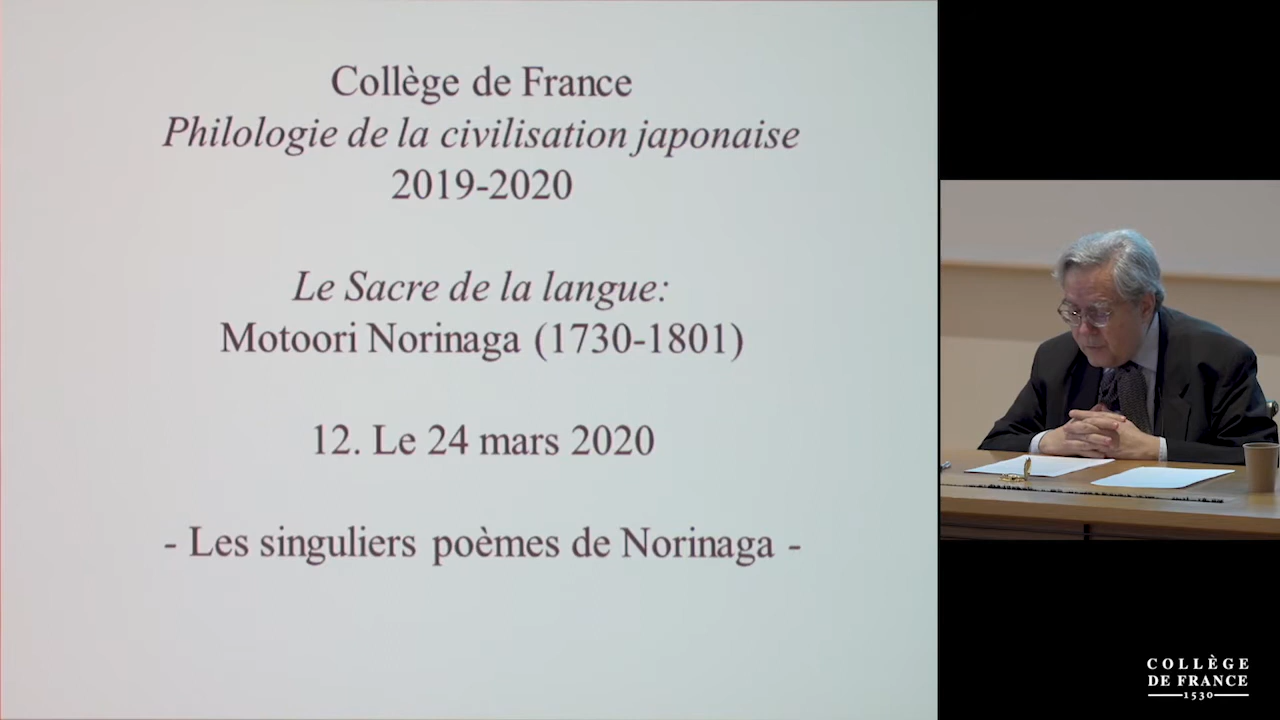 Collège de France
Philologie de la civilisation japonaise
2019-2020
Le Sacre de la langue:
Motoori Norinaga (1730-1801)
12. Le 24 mars 2020
- Les singuliers poèmes de Norinaga -
COLLÈGE
DE FRANCE
1530